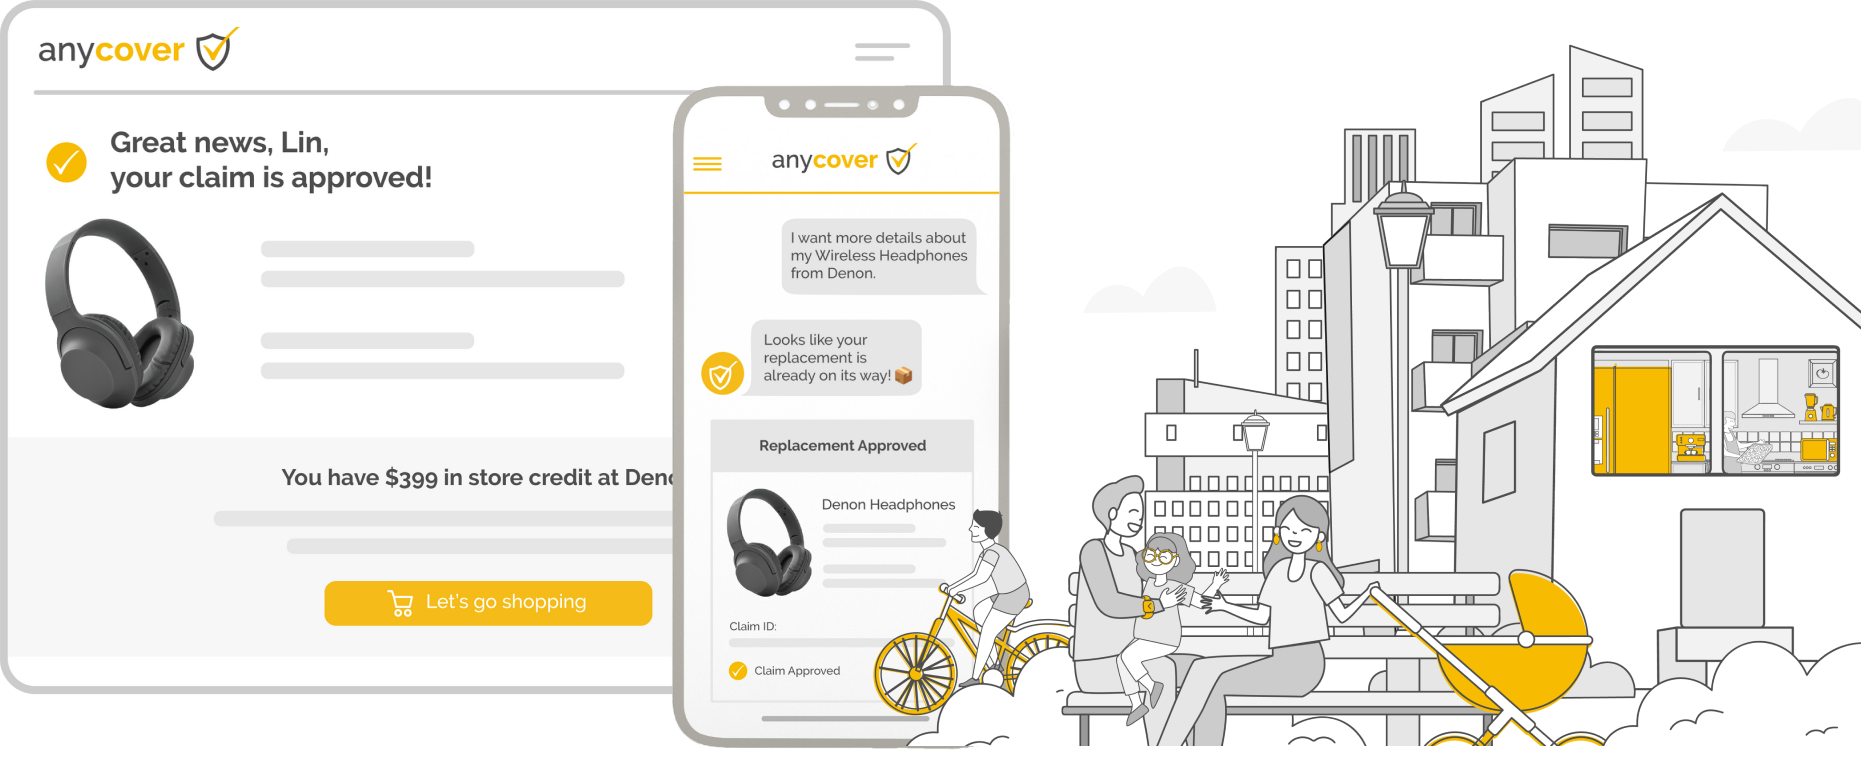 anycover
Great news, Lin,
your claim is approved!
You have $399 in store credit at Deno
Let's go shopping
anycover
I want more details about
my Wireless Headphones
from Denon.
Looks like your
replacement is
already on its way! 📦
Replacement Approved
Denon Headphones
Claim ID:
Claim Approved